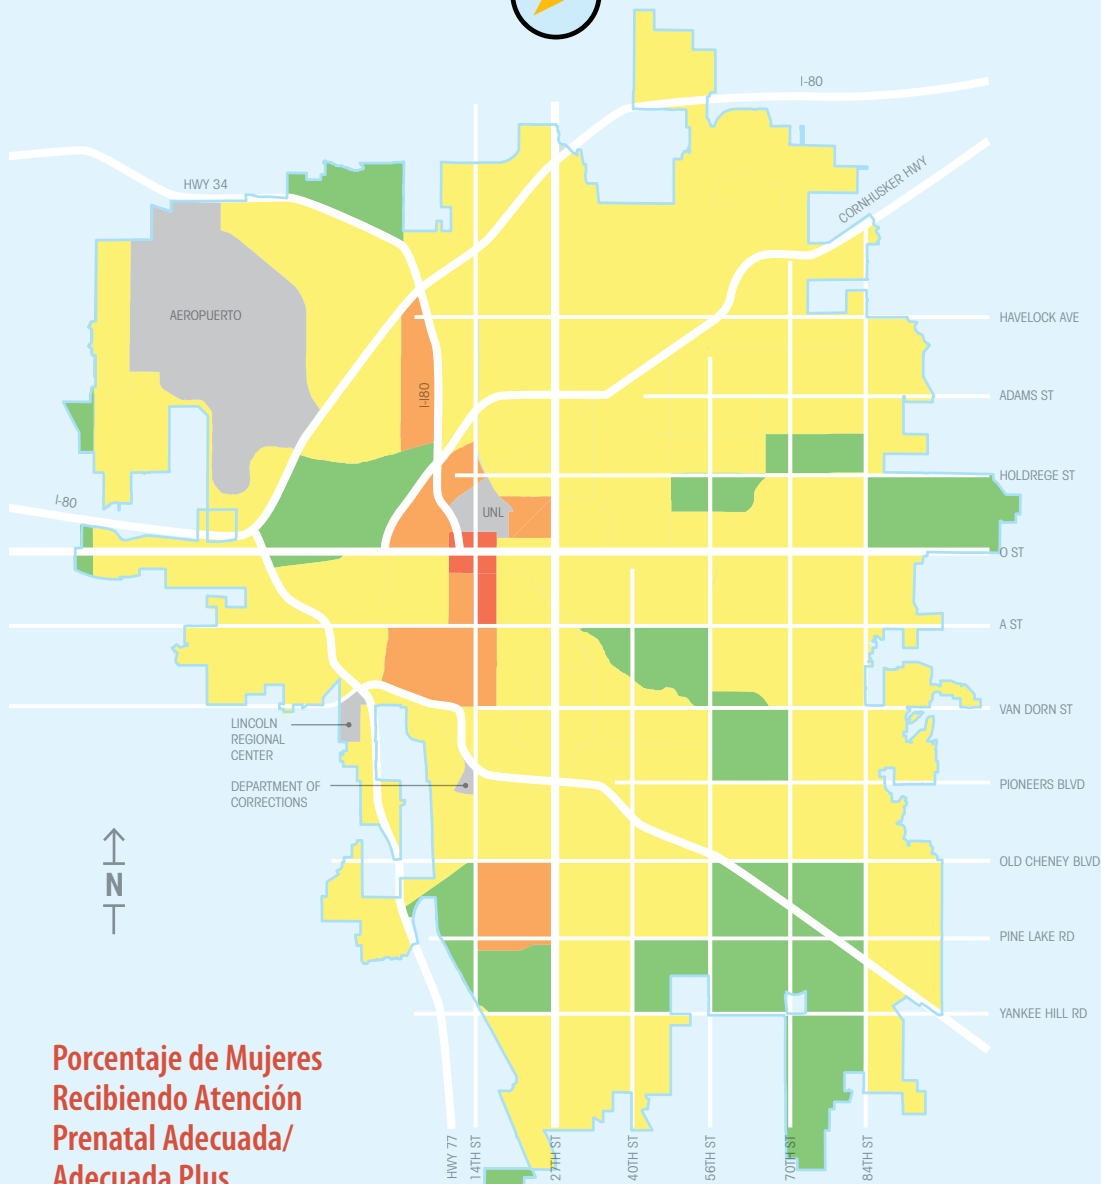 I-80
HWY 34
CORNHUSKER HWY
AEROPUERTO
HAVELOCK AVE
I-180
ADAMS ST
HOLDREGE ST
I-80
UNL
O ST
A ST
VAN DORN ST
LINCOLN
REGIONAL
CENTER
DEPARTMENT OF
CORRECTIONS
PIONEERS BLVD
OLD CHENEY BLVD
N
PINE LAKE RD
YANKEE HILL RD
Porcentaje de Mujeres
Recibiendo Atención
Prenatal Adecuada/
Adecuada Plus
HWY 77
14TH ST
27TH ST
40TH ST
56TH ST
70TH ST
84TH ST